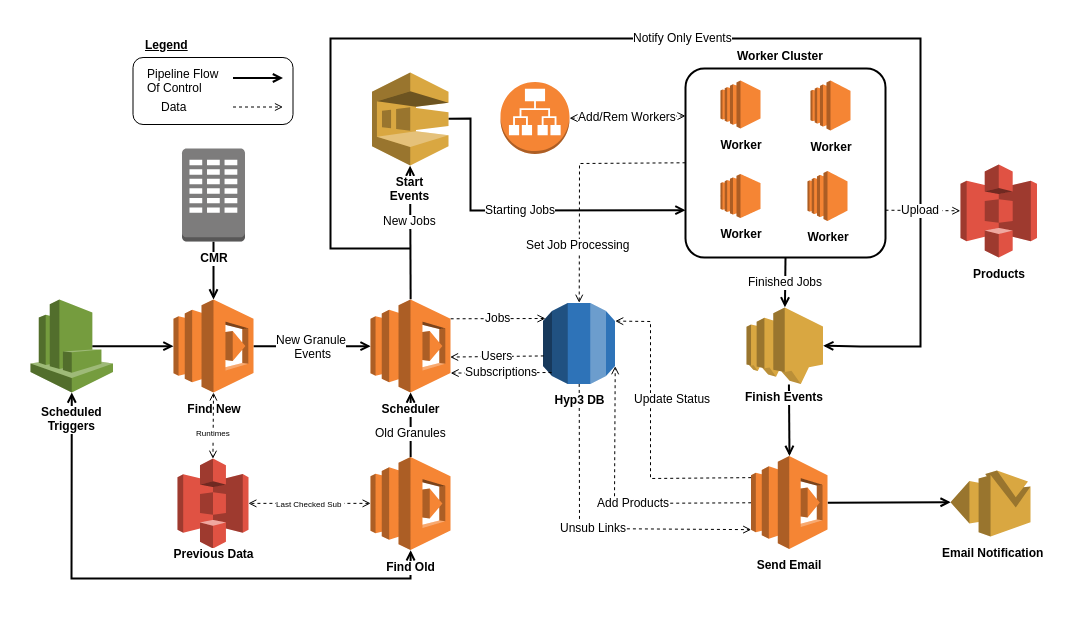 Legend
Pipeline Flow
Of Control
Data
Notify Only Events
Worker Cluster
Add/Rem Workers
Worker
Worker
Worker
Worker
Start
Events
New Jobs
Starting Jobs
Upload
Products
CMR
Set Job Processing
Finished Jobs
New Granule
Events
Jobs
Users
Subscriptions
Scheduled
Triggers
Find New
Scheduler
Hyp3 DB
Update Status
Finish Events
Runtimes
Old Granules
Last Checked Sub
Add Products
Unsub Links
Previous Data
Find Old
Send Email
Email Notification